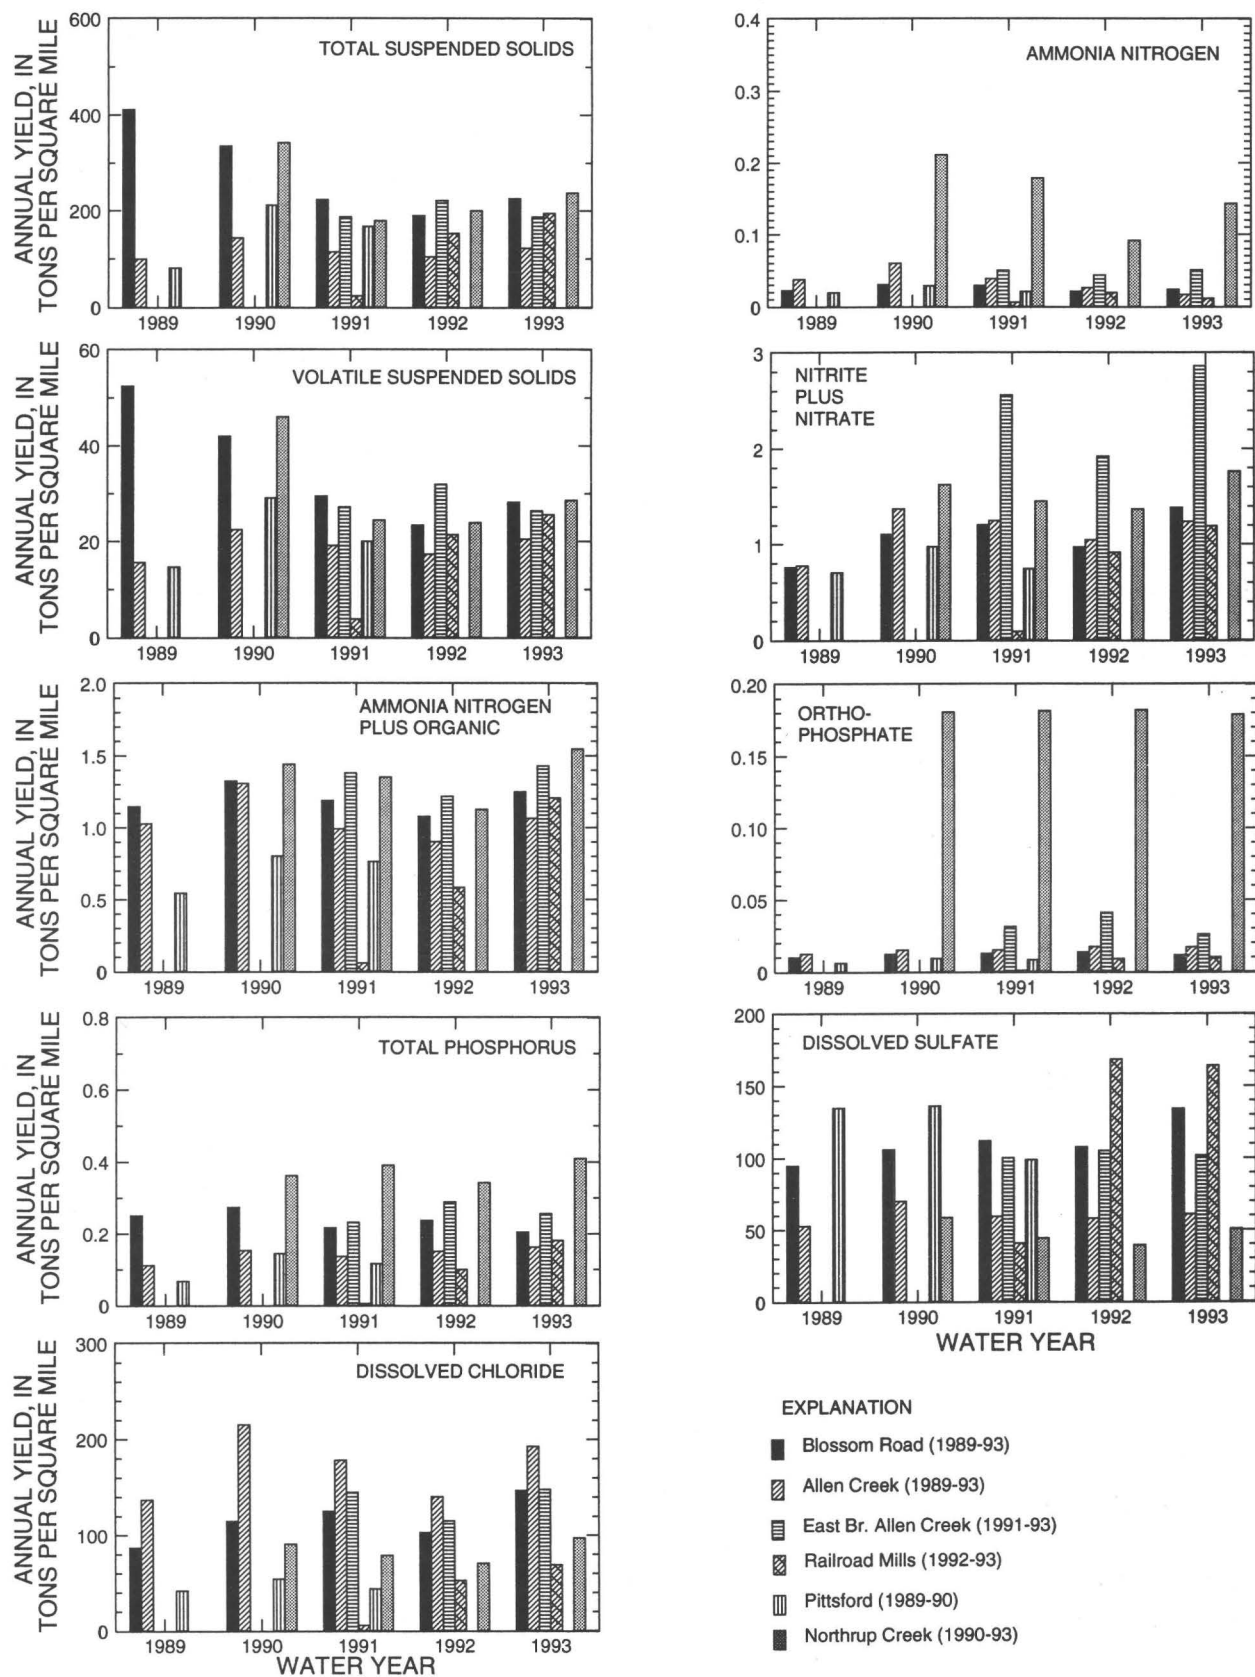 ANNUAL YIELD, IN
TONS PER SQUARE MILE
600
400
200
0
TOTAL SUSPENDED SOLIDS
1989 1990 1991 1992 1993
0.4
0.3
0.2
0.1
0
AMMONIA NITROGEN
1989 1990 1991 1992 1993
ANNUAL YIELD, IN
TONS PER SQUARE MILE
60
40
20
0
VOLATILE SUSPENDED SOLIDS
1989 1990 1991 1992 1993
3
2
1
0
NITRITE
PLUS
NITRATE
1989 1990 1991 1992 1993
ANNUAL YIELD, IN
TONS PER SQUARE MILE
2.0
1.5
1.0
0.5
0
AMMONIA NITROGEN
PLUS ORGANIC
1989 1990 1991 1992 1993
0.20
0.15
0.10
0.05
0
ORTHO-
PHOSPHATE
1989 1990 1991 1992 1993
ANNUAL YIELD, IN
TONS PER SQUARE MILE
0.8
0.6
0.4
0.2
0
TOTAL PHOSPHORUS
1989 1990 1991 1992 1993
200
150
100
50
0
DISSOLVED SULFATE
1989 1990 1991 1992 1993
WATER YEAR
ANNUAL YIELD, IN
TONS PER SQUARE MILE
300
200
100
0
DISSOLVED CHLORIDE
1989 1990 1991 1992 1993
WATER YEAR
EXPLANATION
Blossom Road (1989-93)
Allen Creek (1989-93)
East Br. Allen Creek (1991-93)
Railroad Mills (1992-93)
Pittsford (1989-90)
Northrup Creek (1990-93)